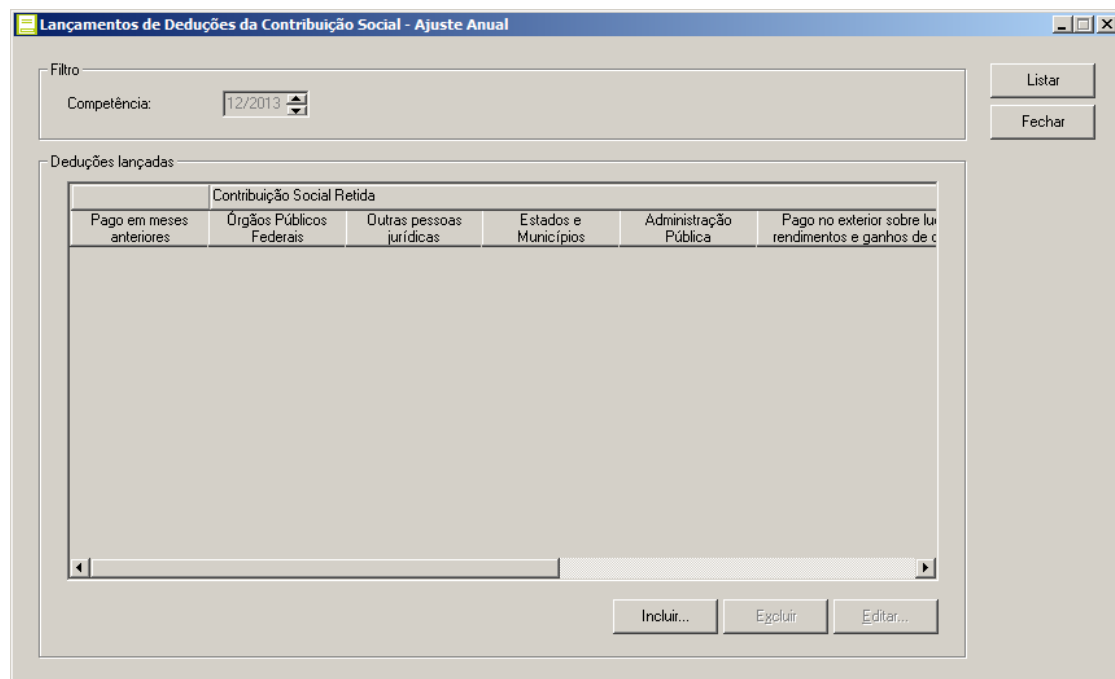 Lançamentos de Deduções da Contribuição Social - Ajuste Anual
Filtro
Competência:
12/2013
Listar
Fechar
Deduções lançadas
Contribuição Social Retida
Pago em meses
anteriores
Órgãos Públicos
Federais
Outras pessoas
jurídicas
Estados e
Municípios
Administração
Pública
Pago no exterior sobre
rendimentos e ganhos de
Incluir...
Excluir
Editar...